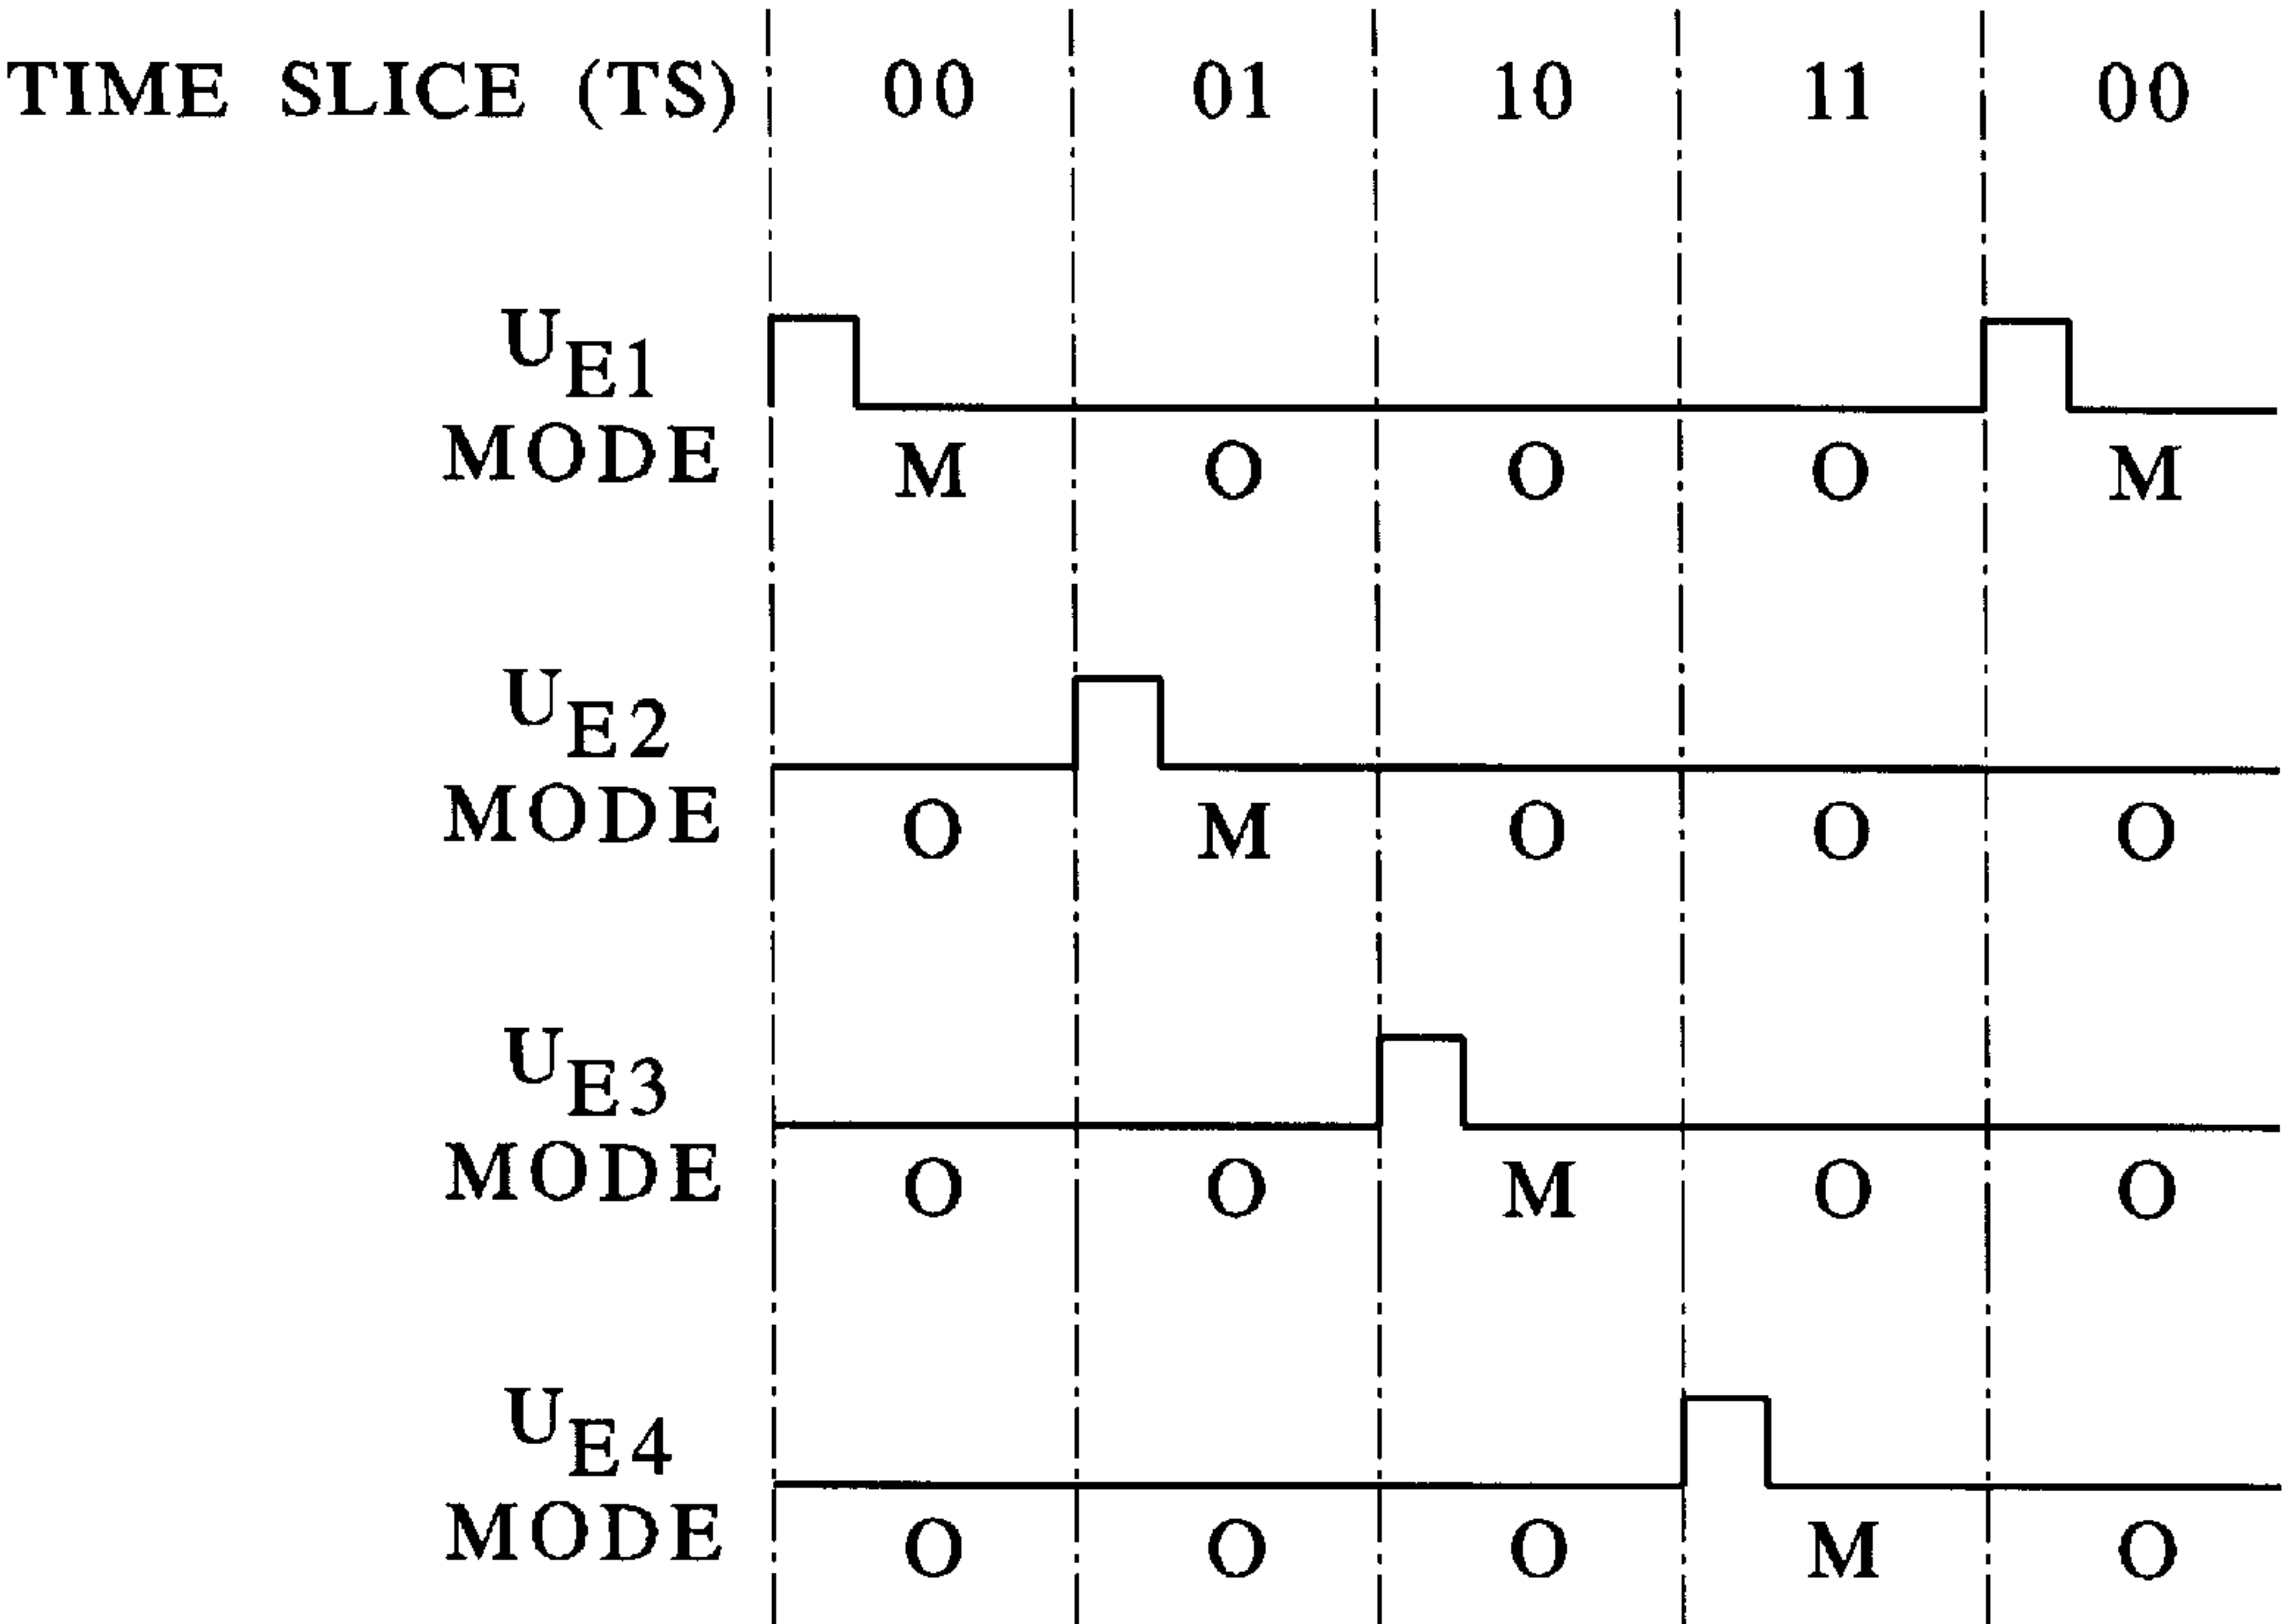 TIME SLICE (TS) 00 01 10 11 00
UE1
MODE M O O O M
UE2
MODE O M O O O
UE3
MODE O O M O O
UE4
MODE O O O M O